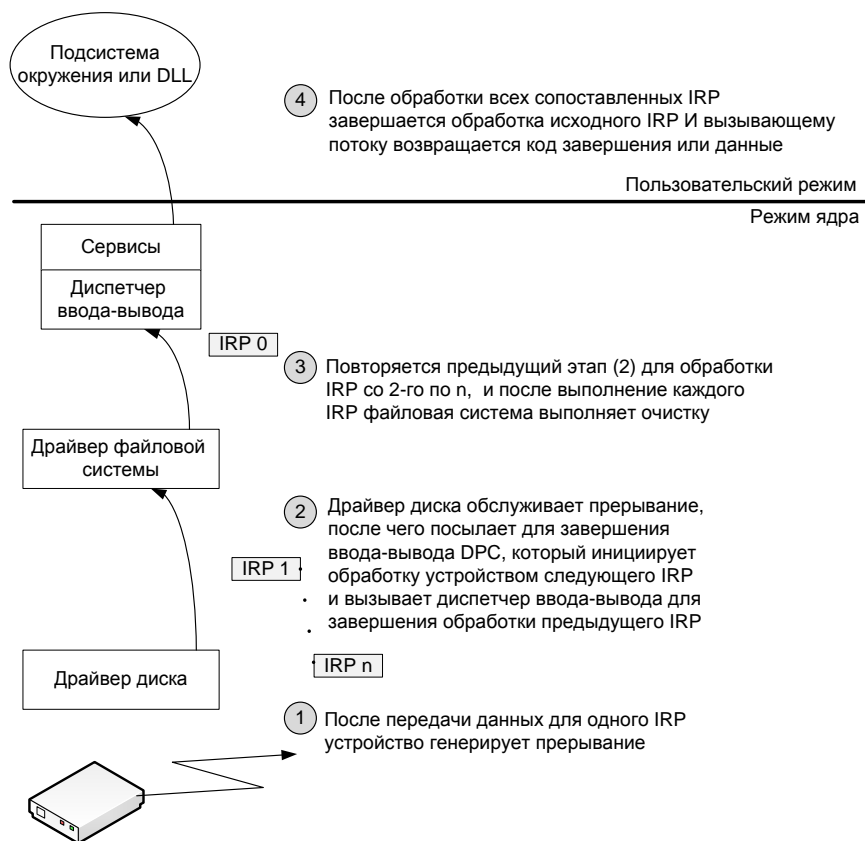 Подсистема
окружения или DLL
4
После обработки всех сопоставленных IRP
завершается обработка исходного IRP И вызывающему
потоку возвращается код завершения или данные
Пользовательский режим
Режим ядра
Сервисы
Диспетчер
ввода-вывода
IRP 0
3
Повторяется предыдущий этап (2) для обработки
IRP со 2-го по n, и после выполнение каждого
IRP файловая система выполняет очистку
Драйвер файловой
системы
2
Драйвер диска обслуживает прерывание,
после чего посылает для завершения
ввода-вывода DPC, который инициирует
обработку устройством следующего IRP
и вызывает диспетчер ввода-вывода для
завершения обработки предыдущего IRP
IRP 1
IRP n
Драйвер диска
1
После передачи данных для одного IRP
устройство генерирует прерывание